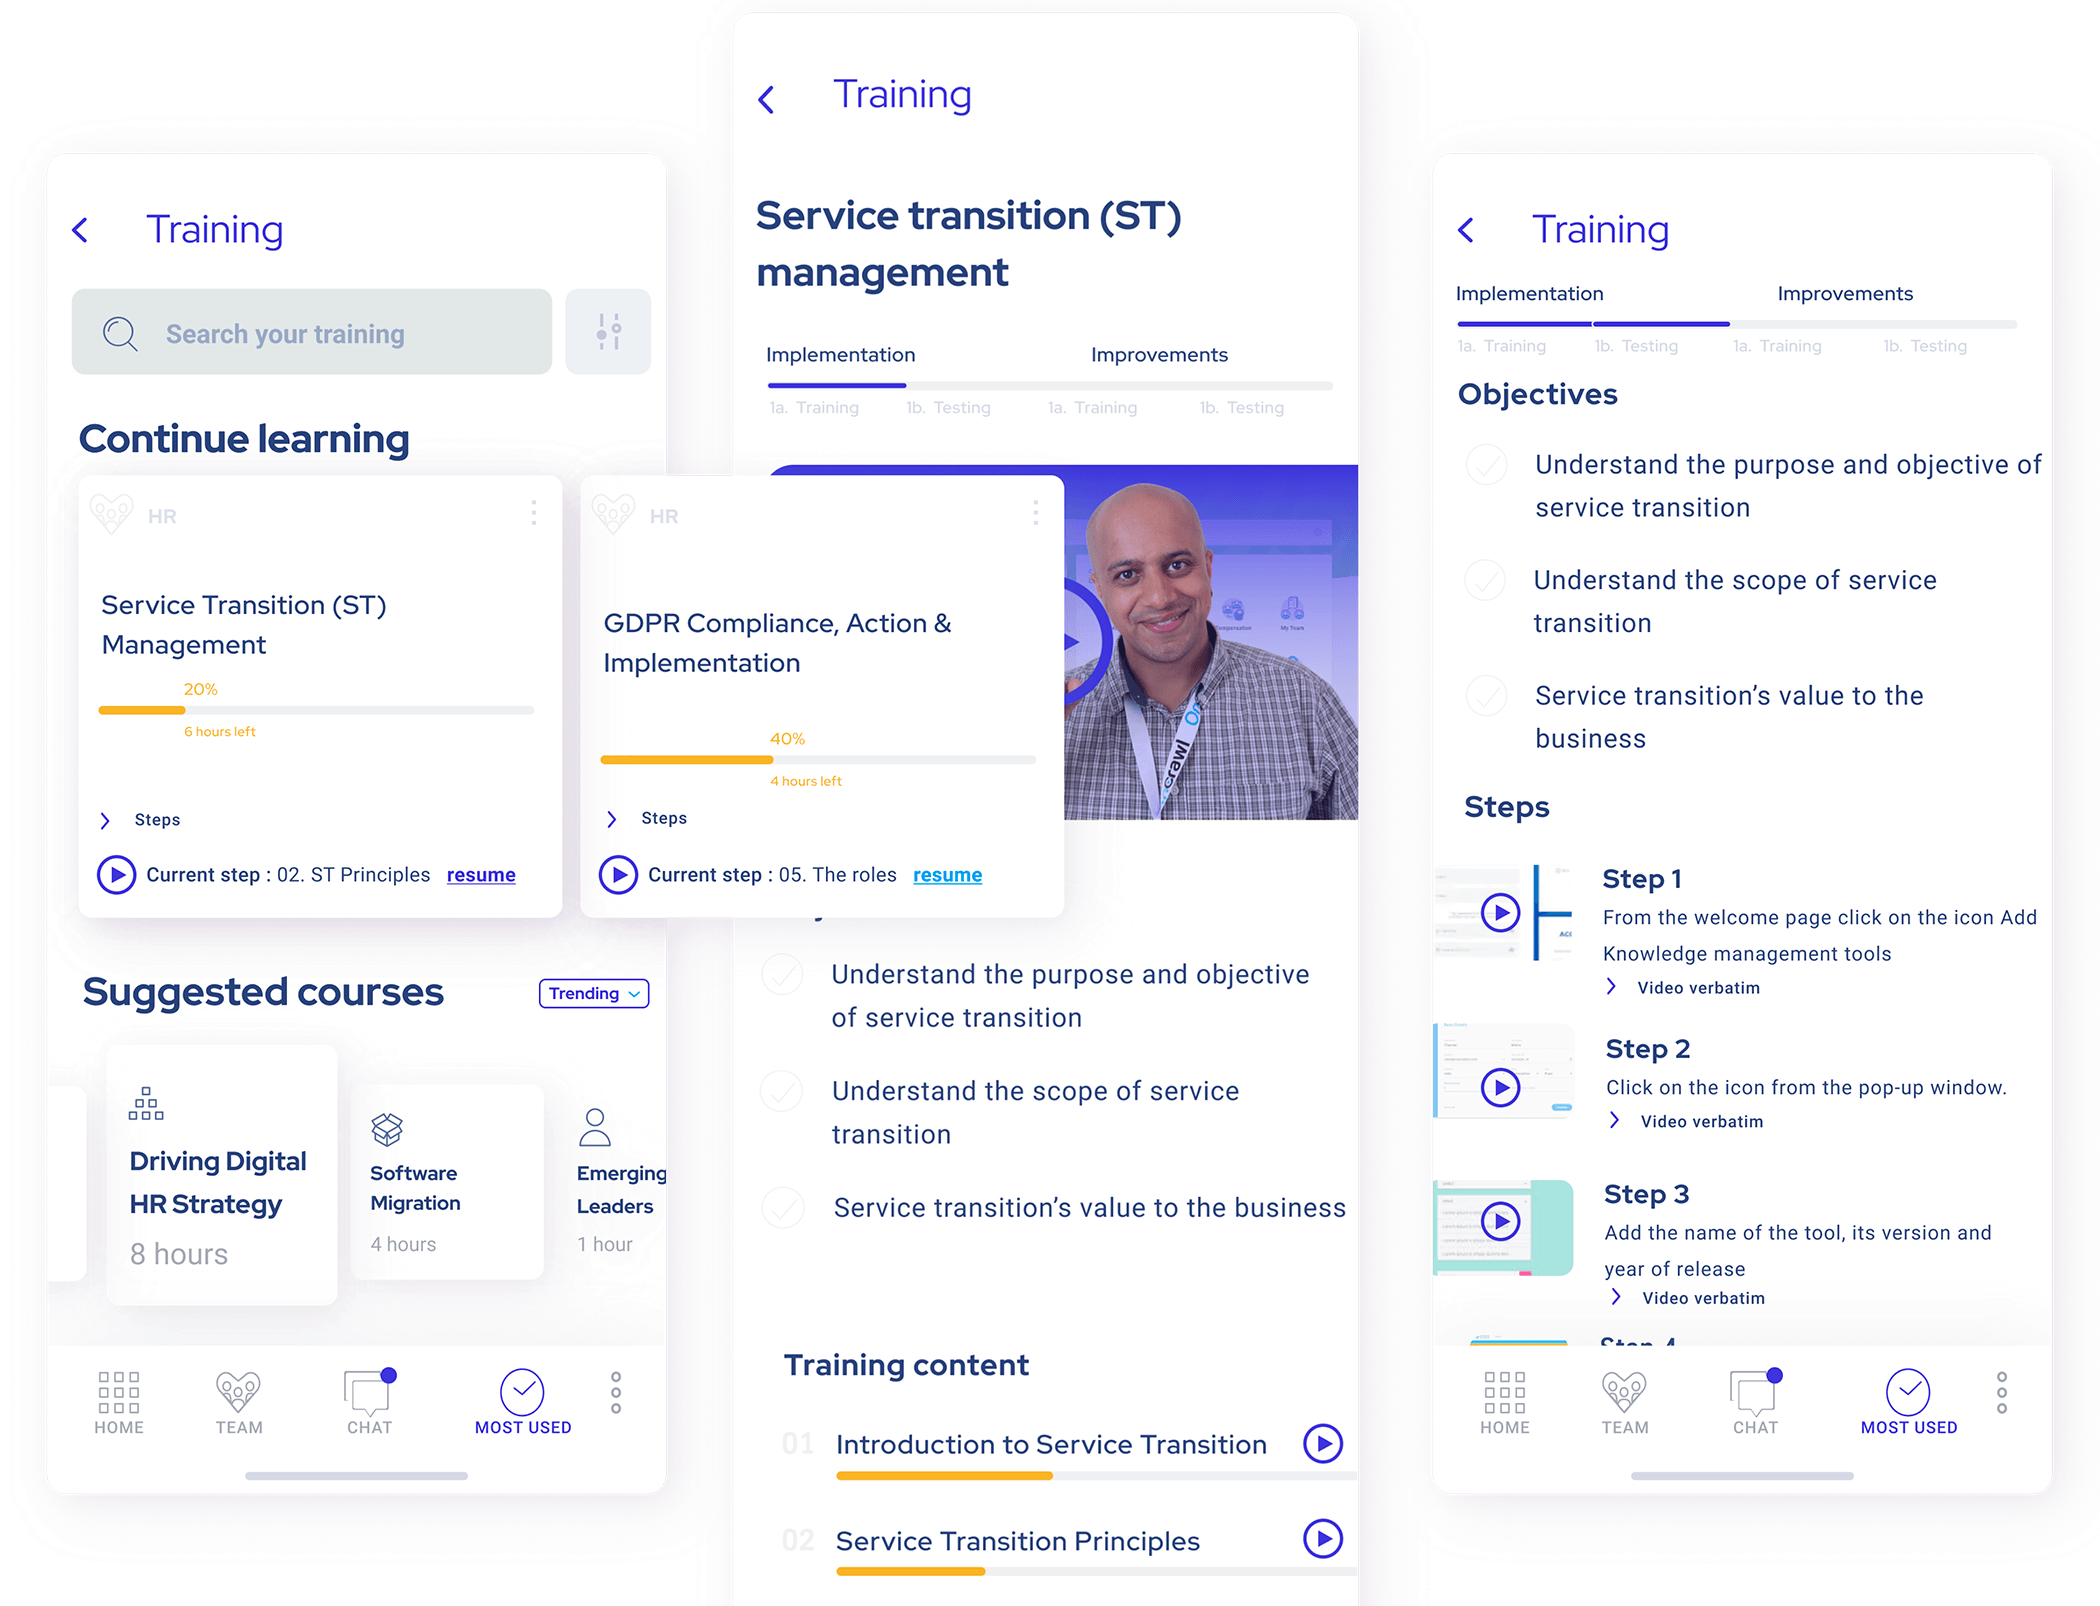 Training
Search your training
Continue learning
HR
Service Transition (ST)
Management
20%
6 hours left
Steps
Current step : 02. ST Principles resume
HR
GDPR Compliance, Action &
Implementation
40%
4 hours left
Steps
Current step : 05. The roles resume
Suggested courses
Trending
Driving Digital
HR Strategy
8 hours
Software
Migration
4 hours
Emerging
Leaders
1 hour
HOME
TEAM
CHAT
MOST USED
Training
Service transition (ST)
management
Implementation
Improvements
1a. Training
1b. Testing
1a. Training
1b. Testing
My Team
crawl
On
Understand the purpose and objective
of service transition
Understand the scope of service
transition
Service transition’s value to the business
Training content
01 Introduction to Service Transition
02 Service Transition Principles
Training
Implementation
Improvements
1a. Training
1b. Testing
1a. Training
1b. Testing
Objectives
Understand the purpose and objective of
service transition
Understand the scope of service
transition
Service transition’s value to the
business
Steps
Step 1
From the welcome page click on the icon Add
Knowledge management tools
Video verbatim
Step 2
Click on the icon from the pop-up window.
Video verbatim
Step 3
Add the name of the tool, its version and
year of release
Video verbatim
Step 4
HOME
TEAM
CHAT
MOST USED